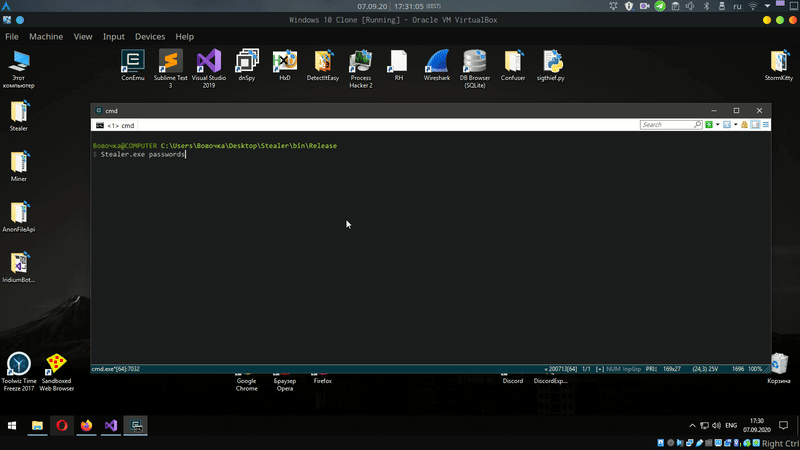 07.09.20 17:31:05 (EEST)
ru
Windows 10 Clone [Running] - Oracle VM VirtualBox
File Machine View Input Devices Help
Этот компьютер
ConEmu
Sublime Text 3
Visual Studio 2019
dnSpy
HxD
DetectItEasy
Process Hacker 2
RH
Wireshark
DB Browser (SQLite)
Confuser
sigthief.py
StormKitty
Stealer
Miner
AnonFileApi
IridiumBot...
cmd
<1> cmd
Search
Вовочка@COMPUTER C:\Users\Вовочка\Desktop\Stealer\bin\Release
$ Stealer.exe passwords
cmd.exe*[64]:7032
« 200713[64] 1/1 [+] NUM InpGrp PRI: 169x27 (24,3) 25V 1696 100%
Toolwiz Time Freeze 2017
Sandboxed Web Browser
Google Chrome
Браузер Opera
Firefox
Discord
DiscordExp...
Корзина
ENG
17:30
07.09.2020
Right Ctrl